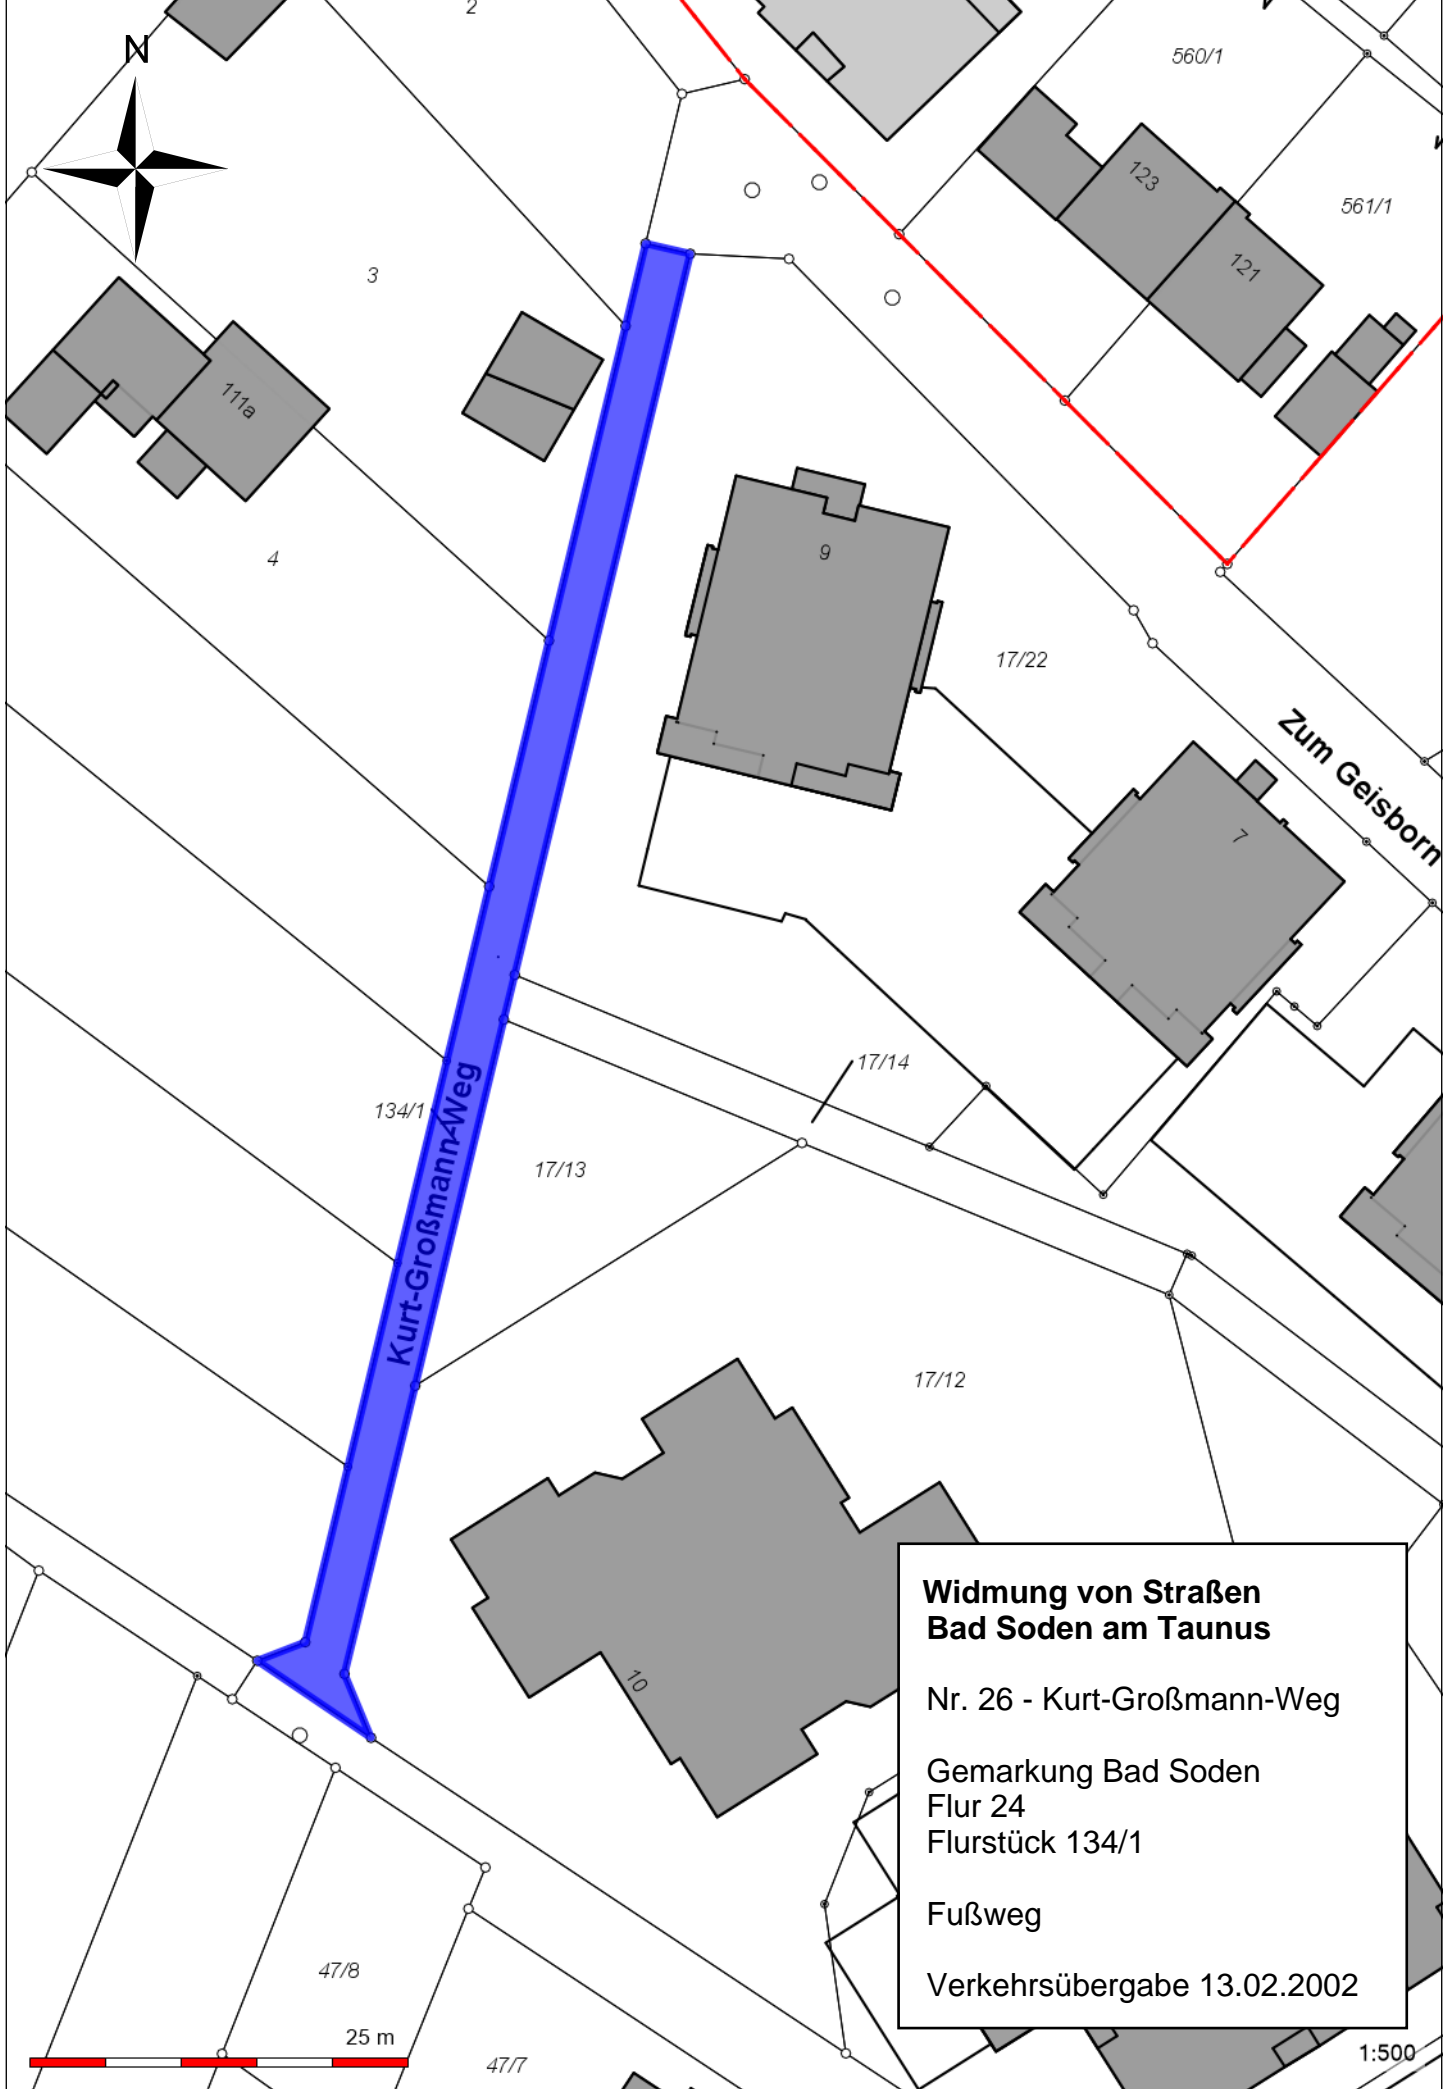 2
N
560/1
123
561/1
121
3
111a
9
4
17/22
Zum Geisborn
7
17/14
134/1
Kurt-Großmann-Weg
17/13
17/12
10
Widmung von Straßen
Bad Soden am Taunus
Nr. 26 - Kurt-Großmann-Weg
Gemarkung Bad Soden
Flur 24
Flurstück 134/1
Fußweg
Verkehrsübergabe 13.02.2002
47/8
25 m
47/7
1:500